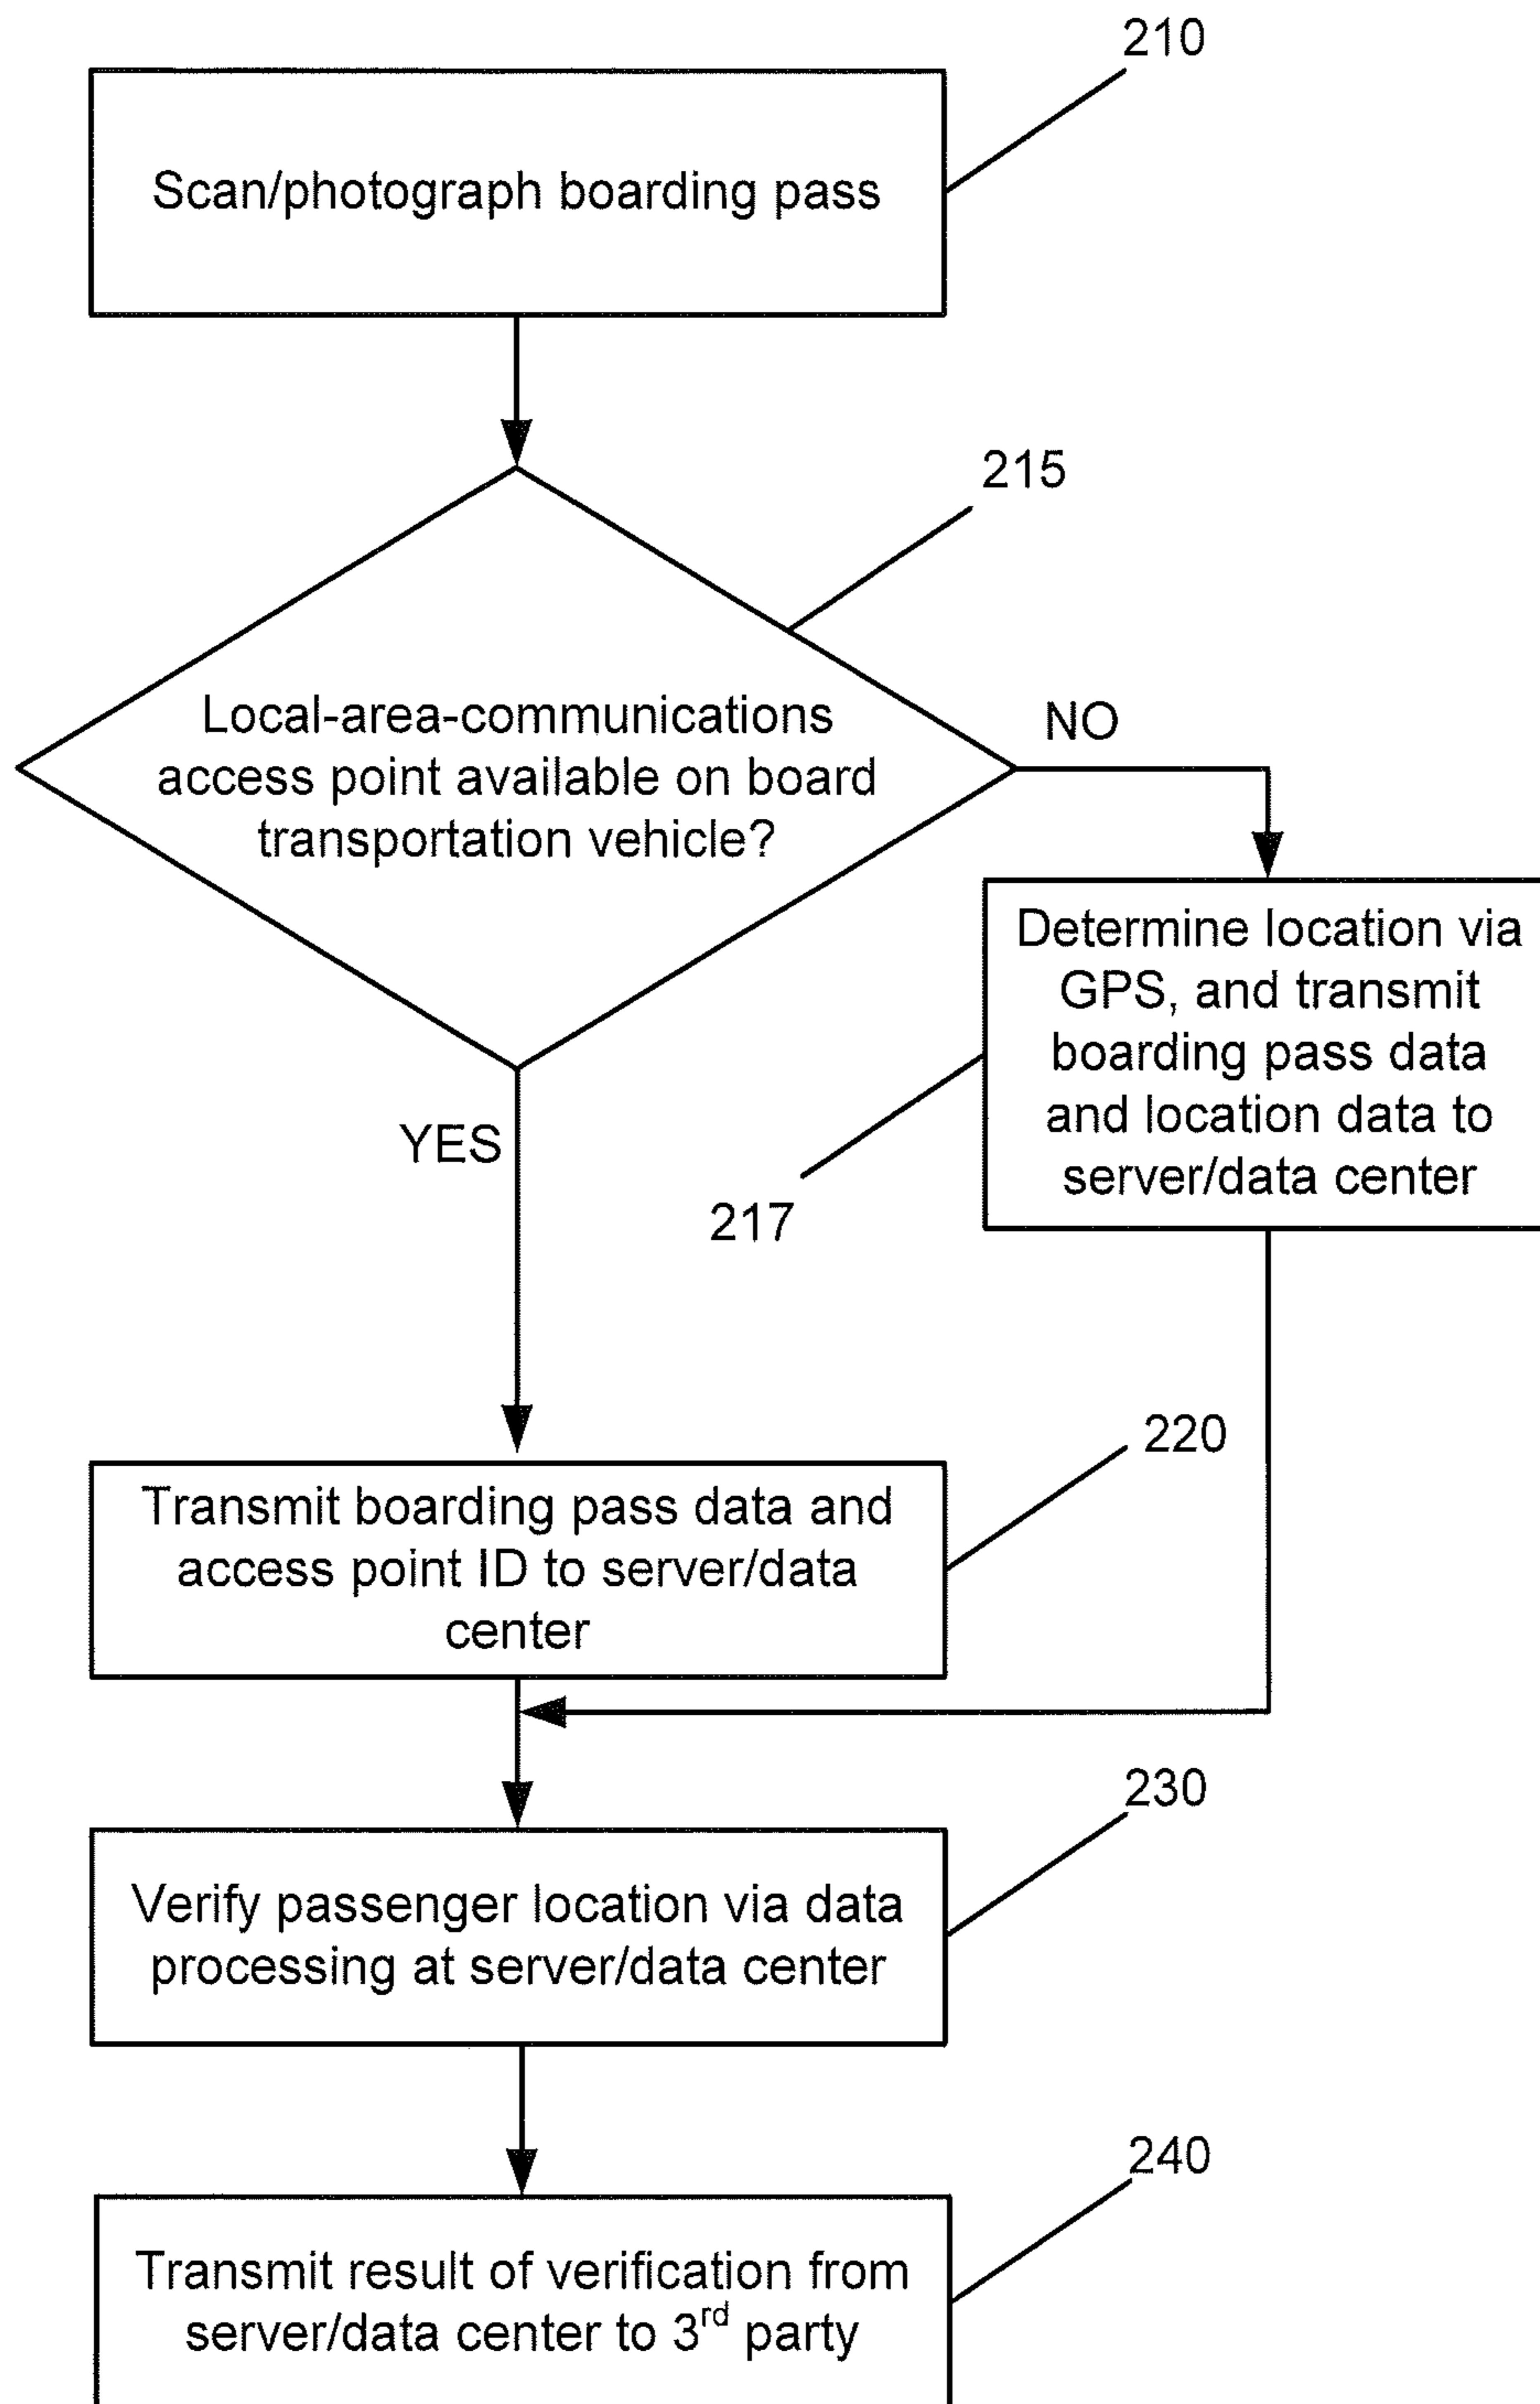 210
Scan/photograph boarding pass
215
Local-area-communications
access point available on board
transportation vehicle?
NO
Determine location via
GPS, and transmit
boarding pass data
and location data to
server/data center
YES
217
220
Transmit boarding pass data and
access point ID to server/data
center
230
Verify passenger location via data
processing at server/data center
240
Transmit result of verification from
server/data center to 3rd party